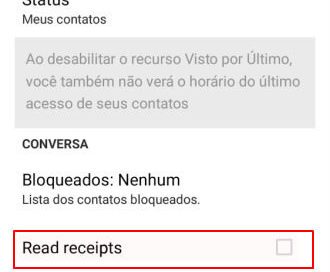 Status
Meus contatos
Ao desabilitar o recurso Visto por Último,
você também não verá o horário do último
acesso de seus contatos
CONVERSA
Bloqueados: Nenhum
Lista dos contatos bloqueados.
Read receipts